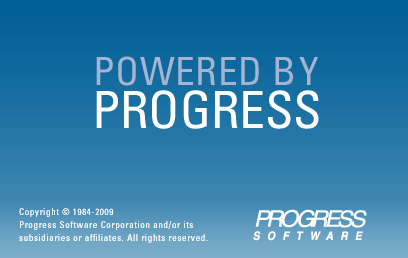 POWERED BY
PROGRESS
Copyright © 1984-2009
Progress Software Corporation and/or its
subsidiaries or affiliates. All rights reserved.
PROGRESS
SOFTWARE